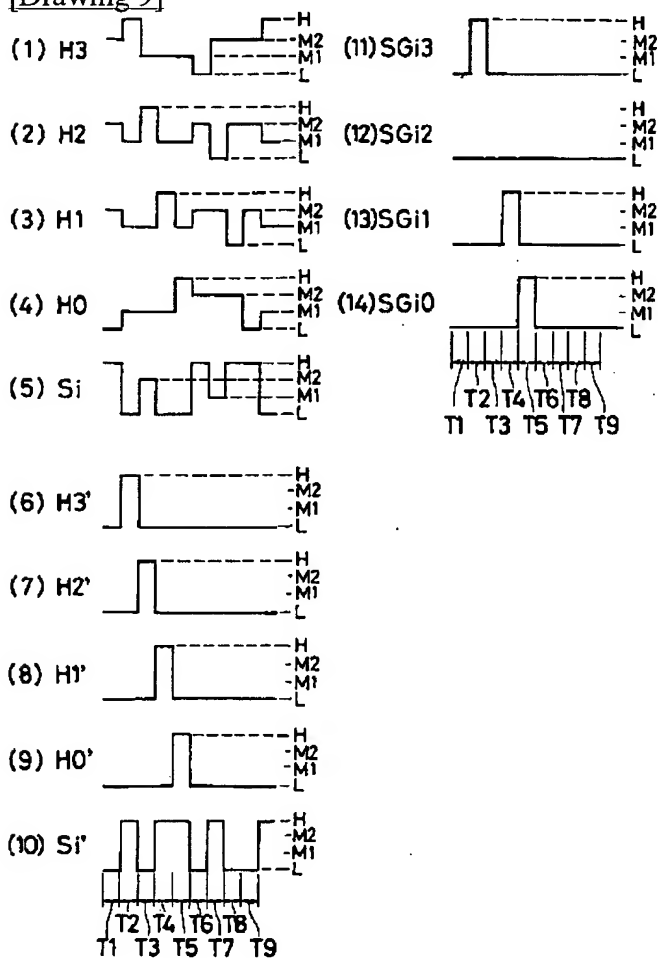 [Drawing 9]
(1) H3
H
M2
M1
L
(2) H2
H
M2
M1
L
(3) H1
H
M2
M1
L
(4) H0
H
M2
M1
L
(5) Si
H
M2
M1
L
(6) H3'
H
M2
M1
L
(7) H2'
H
M2
M1
L
(8) H1'
H
M2
M1
L
(9) H0'
H
M2
M1
L
(10) Si'
H
M2
M1
L
T2 T4 T6 T8
T1 T3 T5 T7 T9
(11) SGi3
H
M2
M1
L
(12) SGi2
H
M2
M1
L
(13) SGi1
H
M2
M1
L
(14) SGi0
H
M2
M1
L
T2 T4 T6 T8
T1 T3 T5 T7 T9